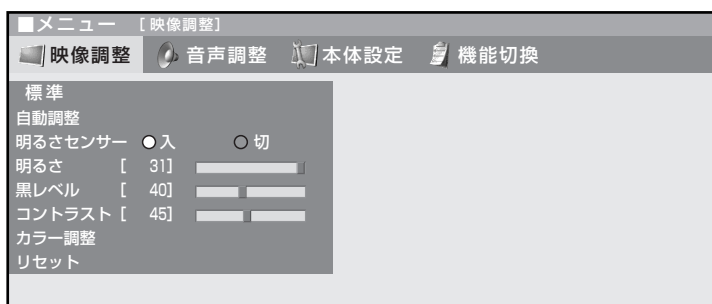 ■メニュー [映像調整]
映像調整 音声調整 本体設定 機能切換
標準
自動調整
明るさセンサー 入 切
明るさ [ 31]
黒レベル [ 40]
コントラスト [ 45]
カラー調整
リセット